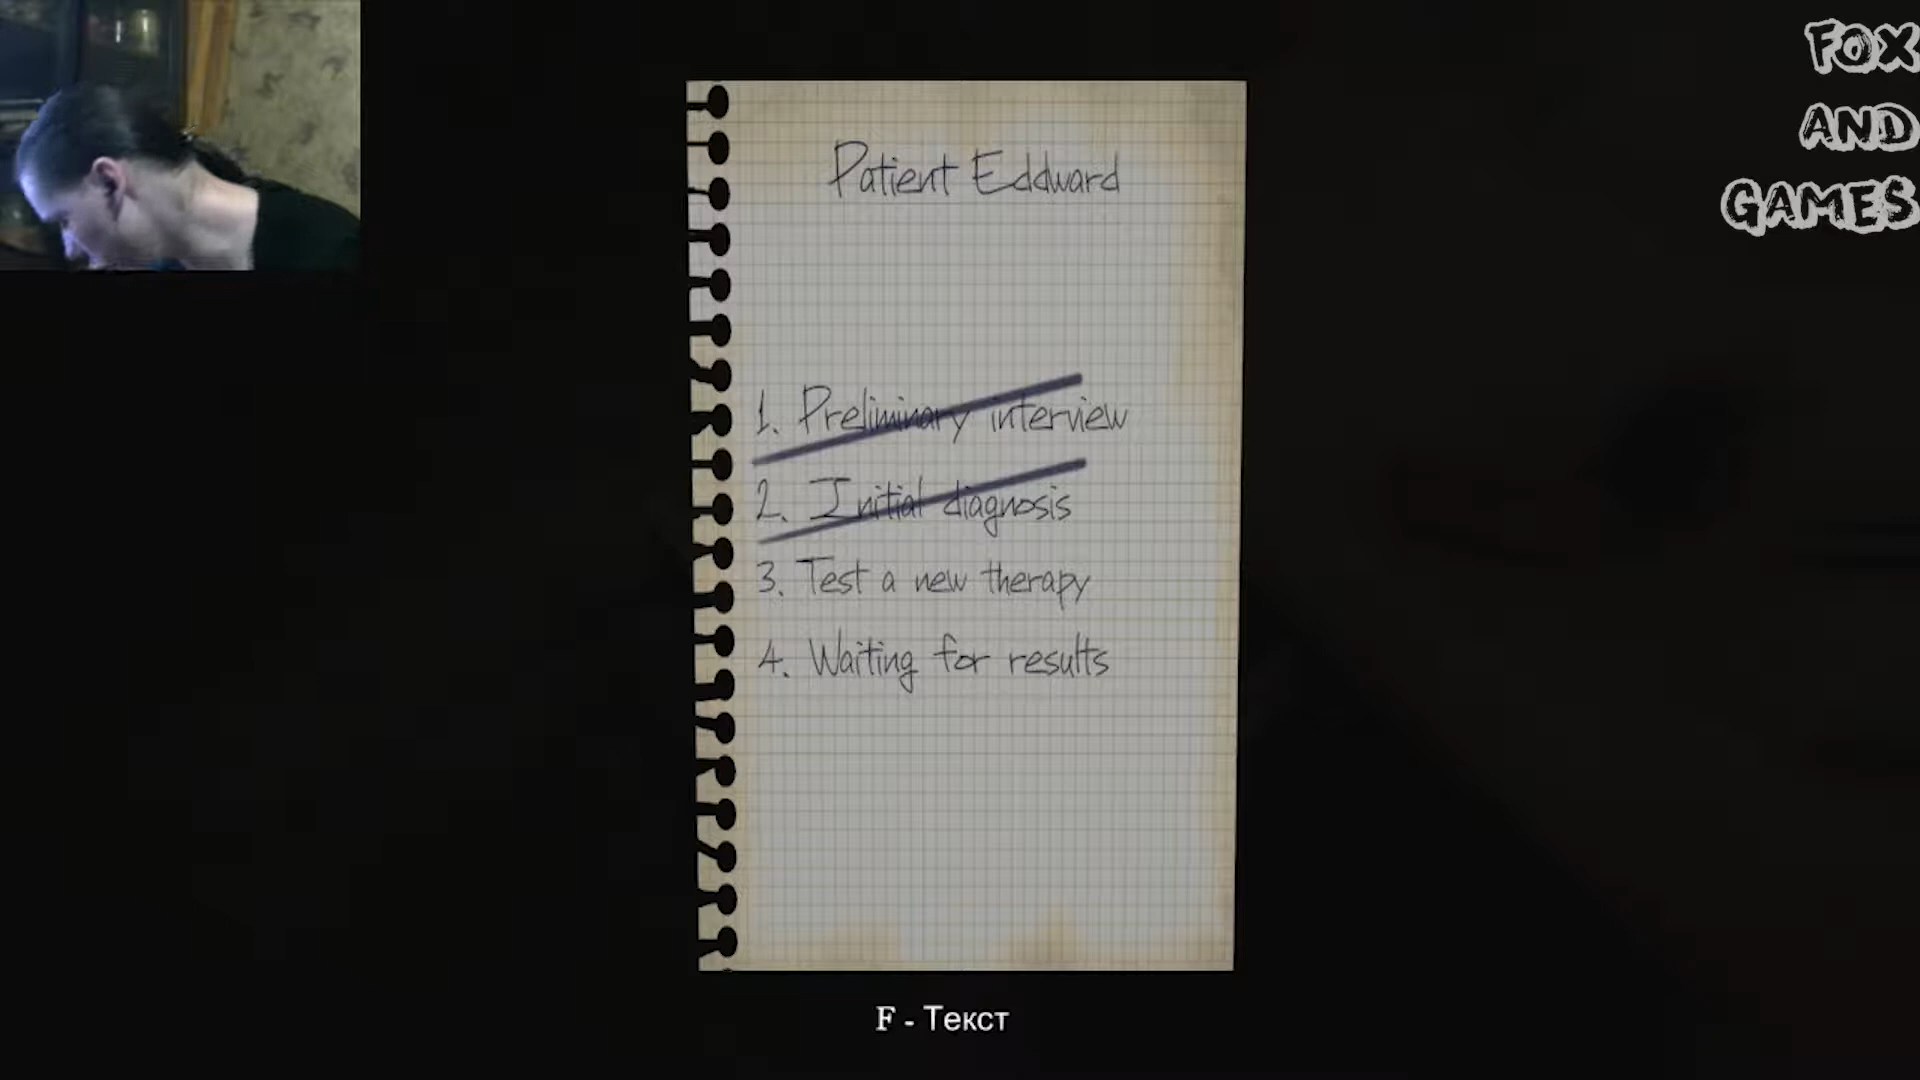 FOX
AND
GAMES
Patient Eddward
1. Preliminary interview
2. Initial diagnosis
3. Test a new therapy
4. Waiting for results
F - Текст